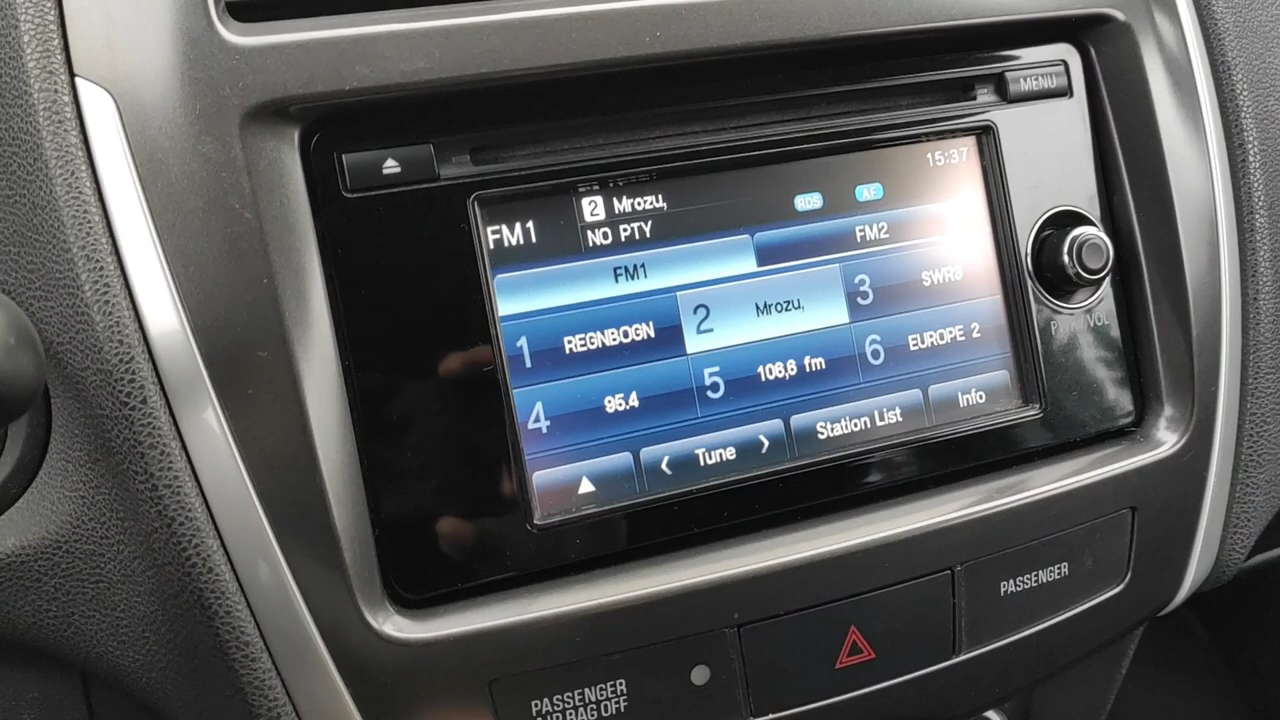 MENU
15:37
2 Mrozu,
RDS
AF
FM1
NO PTY
FM1
FM2
1 REGNBOGN
2 Mrozu,
3 SWR3
4 95.4
5 106,6 fm
6 EUROPE 2
Tune
Station List
Info
PWR/VOL
PASSENGER
PASSENGER
AIR BAG OFF